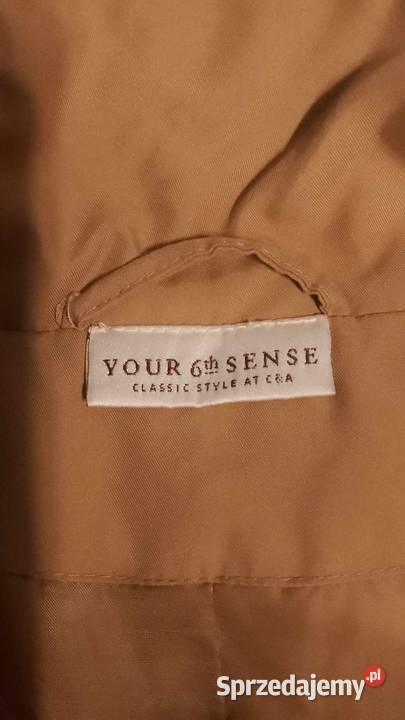 YOUR 6th SENSE
CLASSIC STYLE AT C&A
Sprzedajemy.pl